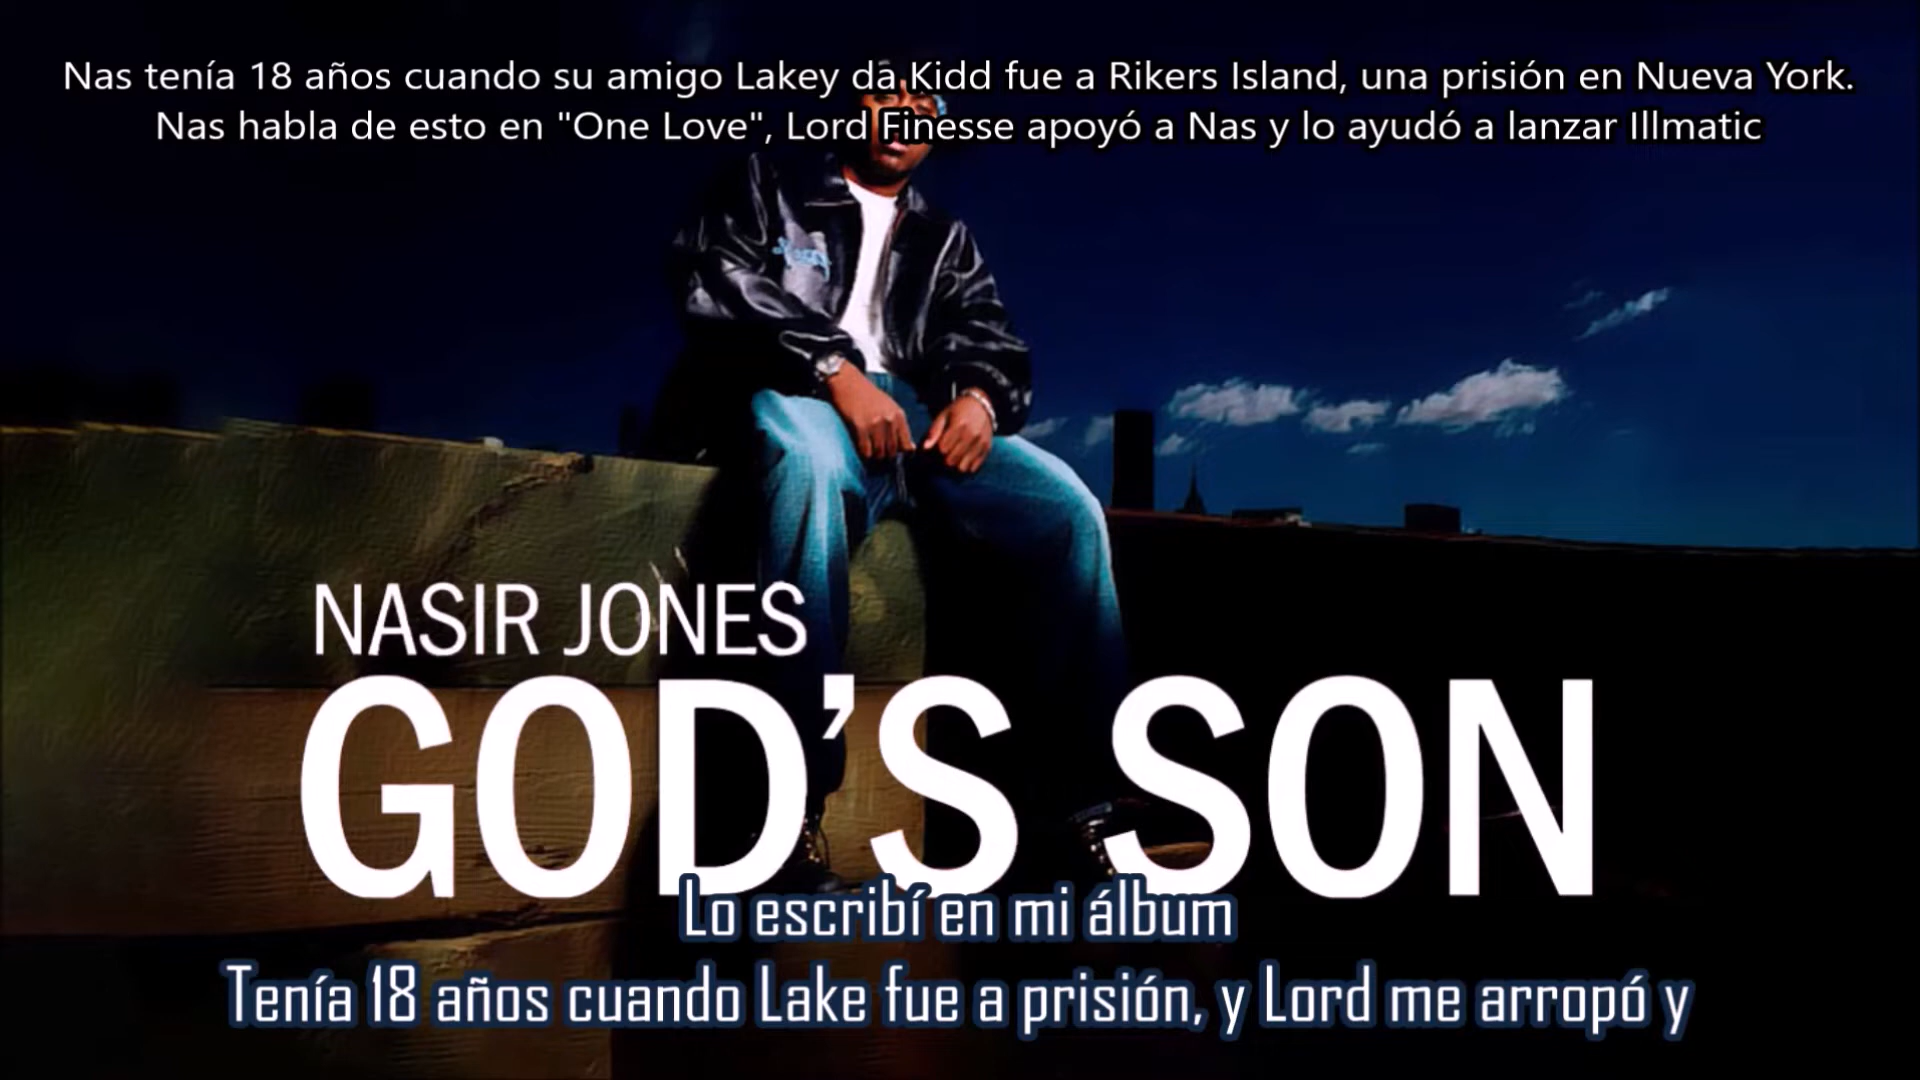 Nas tenía 18 años cuando su amigo Lakey da Kidd fue a Rikers Island, una prisión en Nueva York.
Nas habla de esto en "One Love", Lord Finesse apoyó a Nas y lo ayudó a lanzar Illmatic
NASIR JONES
GOD'S SON
Lo escribí en mi álbum
Tenía 18 años cuando Lake fue a prisión, y Lord me arropó y